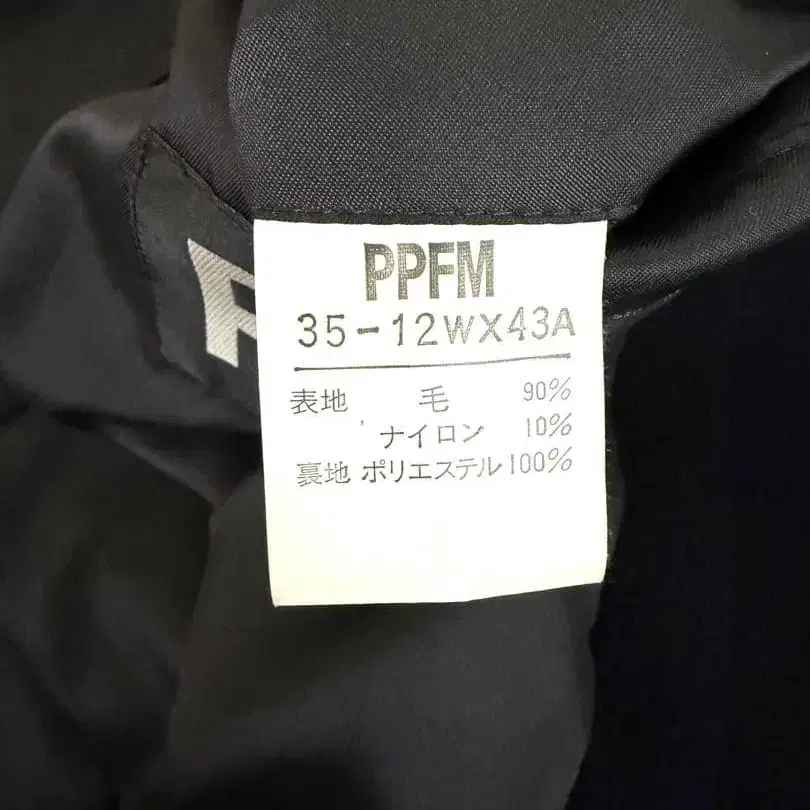 PPFM
35-12WX43A
表地 毛 90%
ナイロン 10%
裏地 ポリエステル 100%